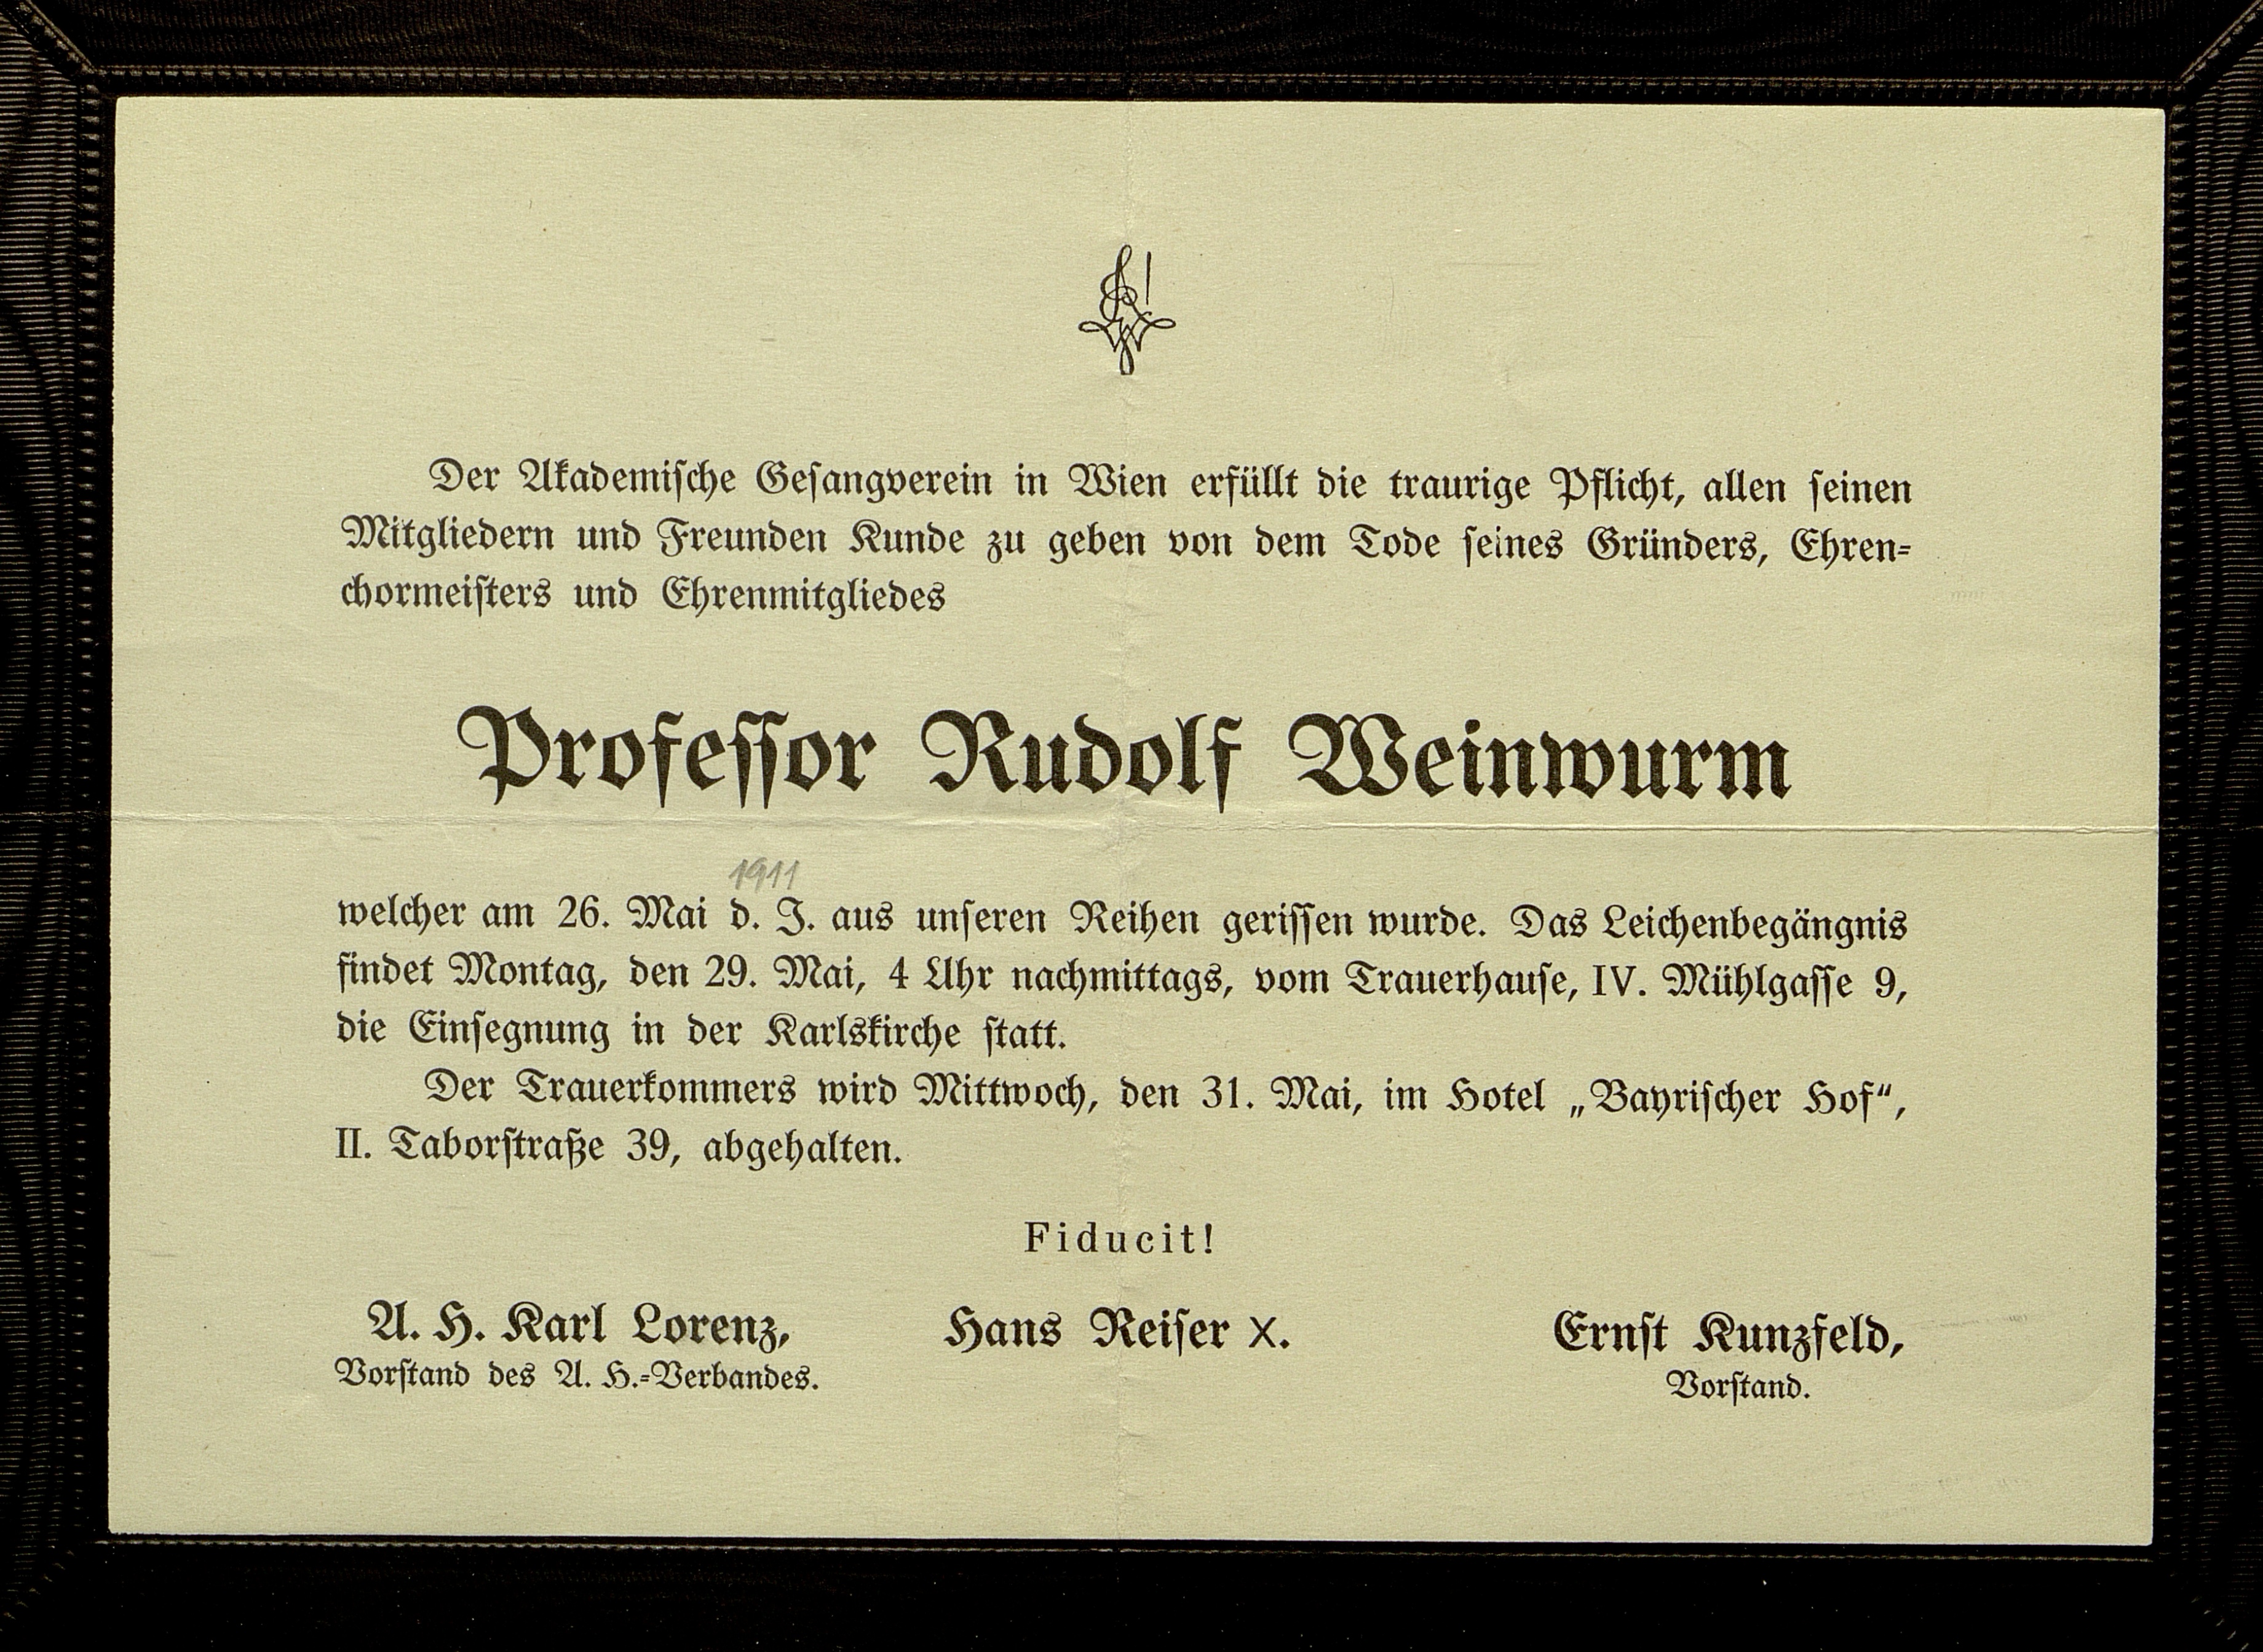 Der Akademische Gesangverein in Wien erfüllt die traurige Pflicht, allen seinen
Mitgliedern und Freunden Kunde zu geben von dem Tode seines Gründers, Ehren-
chormeisters und Ehrenmitgliedes
Professor Rudolf Weinwurm
1911
welcher am 26. Mai d. J. aus unseren Reihen gerissen wurde. Das Leichenbegängnis
findet Montag, den 29. Mai, 4 Uhr nachmittags, vom Trauerhause, IV. Mühlgasse 9,
die Einsegnung in der Karlskirche statt.
Der Trauerkommers wird Mittwoch, den 31. Mai, im Hotel „Bayrischer Hof“,
II. Taborstraße 39, abgehalten.
Fiducit!
A. H. Karl Lorenz, Hans Reiser X. Ernst Kunzfeld,
Vorstand des A. H.-Verbandes. Vorstand.